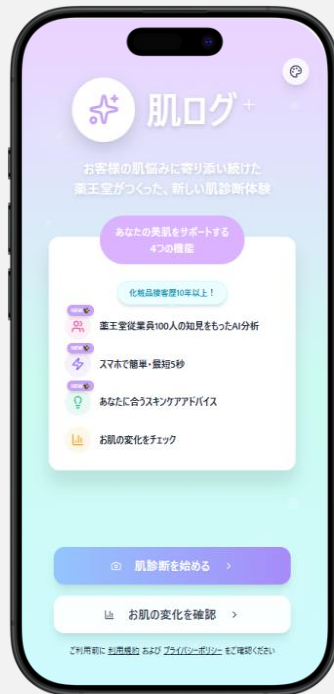 肌ログ
お客様の肌悩みに寄り添い続けた
薬王堂がつくった、新しい肌診断体験
あなたの美肌をサポートする
4つの機能
化粧品接客歴10年以上！
NEW
薬王堂従業員100人の知見をもったAI分析
NEW
スマホで簡単・最短5秒
NEW
あなたに合うスキンケアアドバイス
お肌の変化をチェック
肌診断を始める
お肌の変化を確認
ご利用前に 利用規約 および プライバシーポリシー をご確認ください